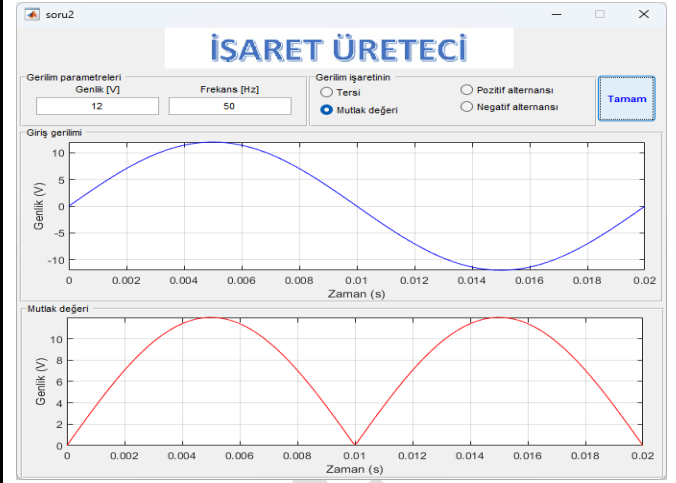 soru2
İŞARET ÜRETECİ
Gerilim parametreleri
Genlik [V]
Frekans [Hz]
12
50
Gerilim işaretinin
Tersi
Pozitif alternansı
Mutlak değeri
Negatif alternansı
Tamam
Giriş gerilimi
10
5
0
-5
-10
Genlik (V)
0 0.002 0.004 0.006 0.008 0.01 0.012 0.014 0.016 0.018 0.02
Zaman (s)
Mutlak değeri
10
8
6
4
2
0
Genlik (V)
0 0.002 0.004 0.006 0.008 0.01 0.012 0.014 0.016 0.018 0.02
Zaman (s)